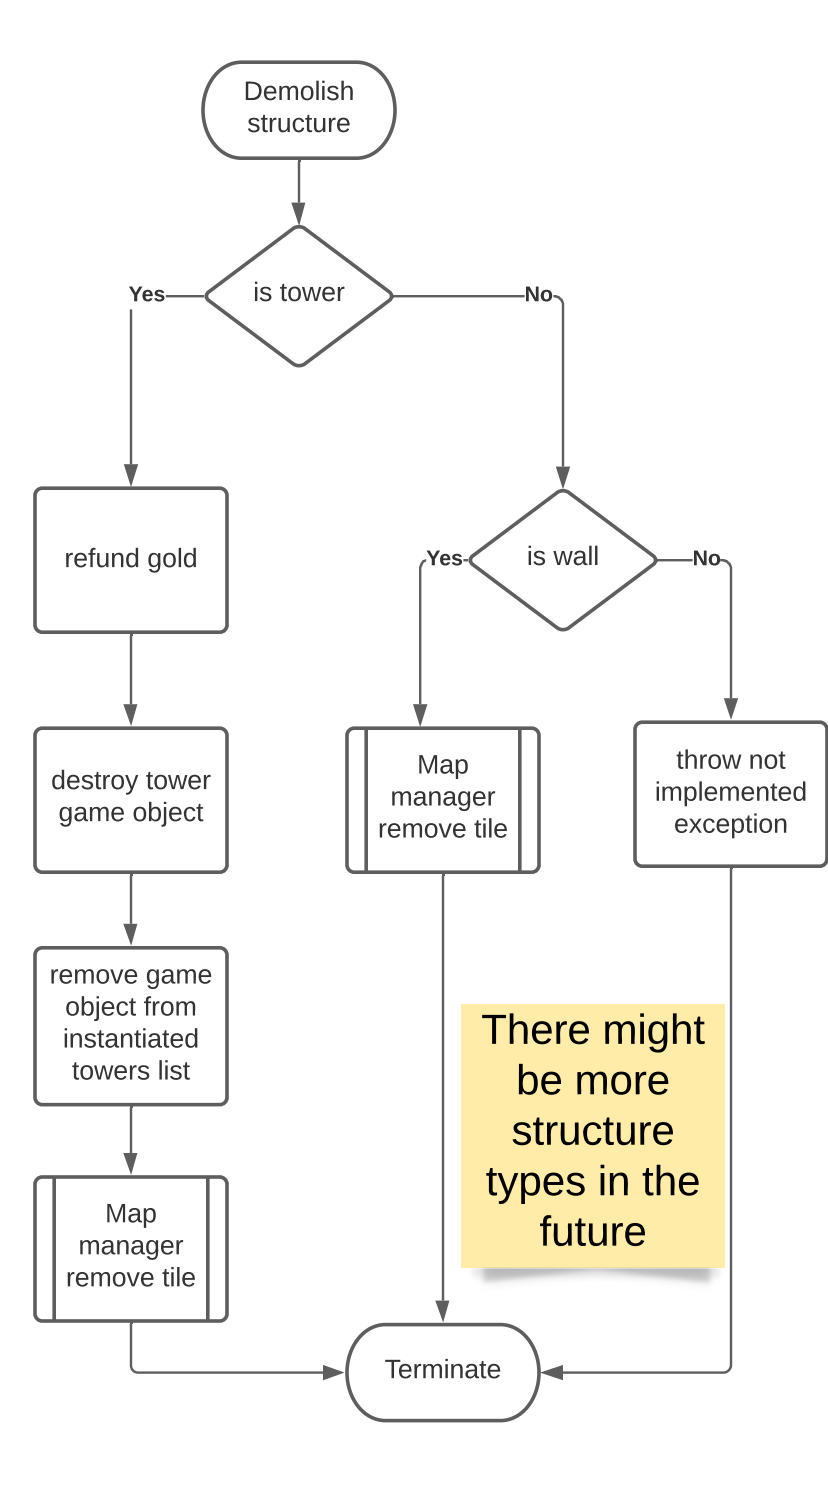 Demolish
structure
is tower
Yes
No
refund gold
is wall
Yes
No
destroy tower
game object
Map
manager
remove tile
throw not
implemented
exception
remove game
object from
instantiated
towers list
There might
be more
structure
types in the
future
Map
manager
remove tile
Terminate